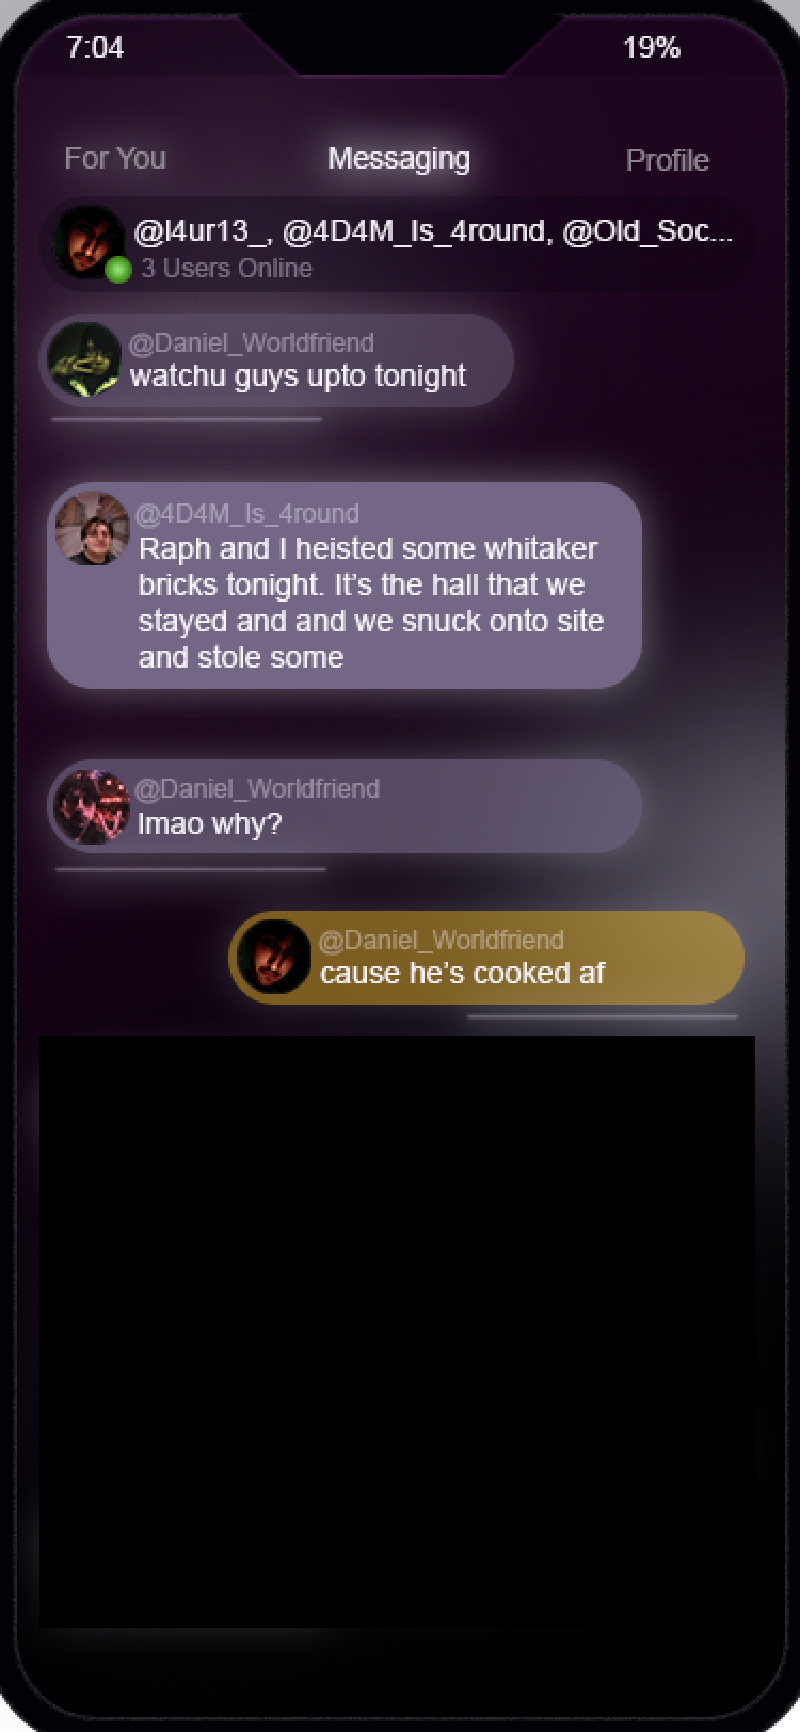 7:04
19%
For You
Messaging
Profile
@l4ur13_, @4D4M_Is_4round, @Old_Soc...
3 Users Online
@Daniel_Worldfriend
watchu guys upto tonight
@4D4M_Is_4round
Raph and I heisted some whitaker
bricks tonight. It's the hall that we
stayed and and we snuck onto site
and stole some
@Daniel_Worldfriend
lmao why?
@Daniel_Worldfriend
cause he's cooked af